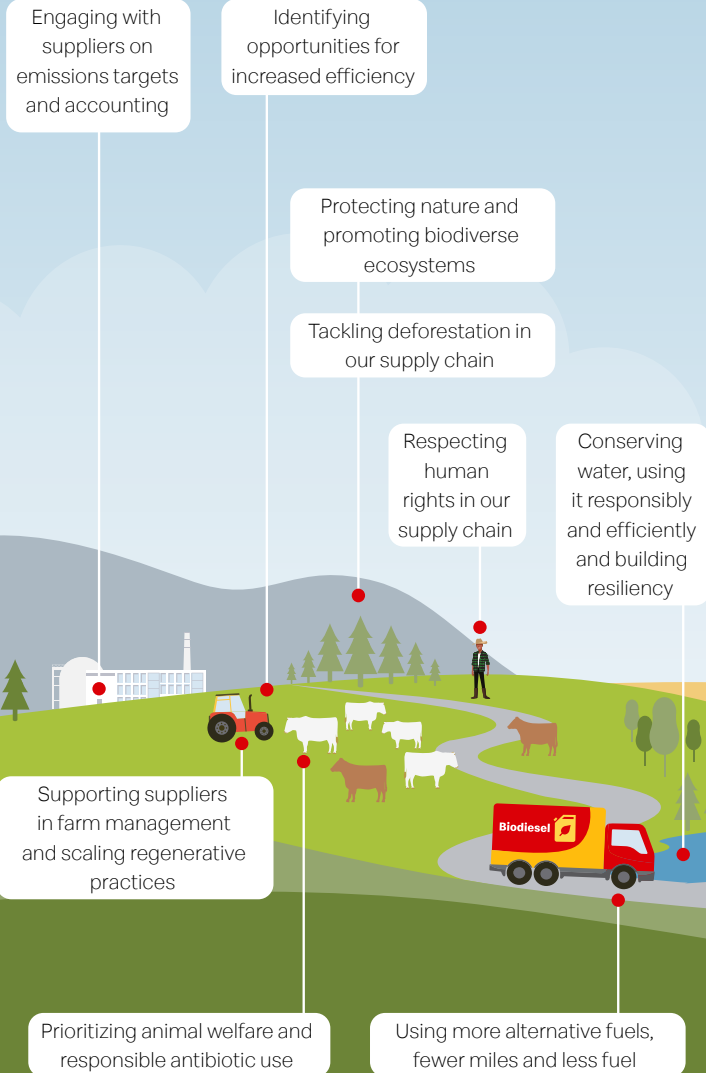 Engaging with
suppliers on
emissions targets
and accounting
Identifying
opportunities for
increased efficiency
Protecting nature and
promoting biodiverse
ecosystems
Tackling deforestation in
our supply chain
Respecting
human
rights in our
supply chain
Conserving
water, using
it responsibly
and efficiently
and building
resiliency
Supporting suppliers
in farm management
and scaling regenerative
practices
Biodiesel
Prioritizing animal welfare and
responsible antibiotic use
Using more alternative fuels,
fewer miles and less fuel